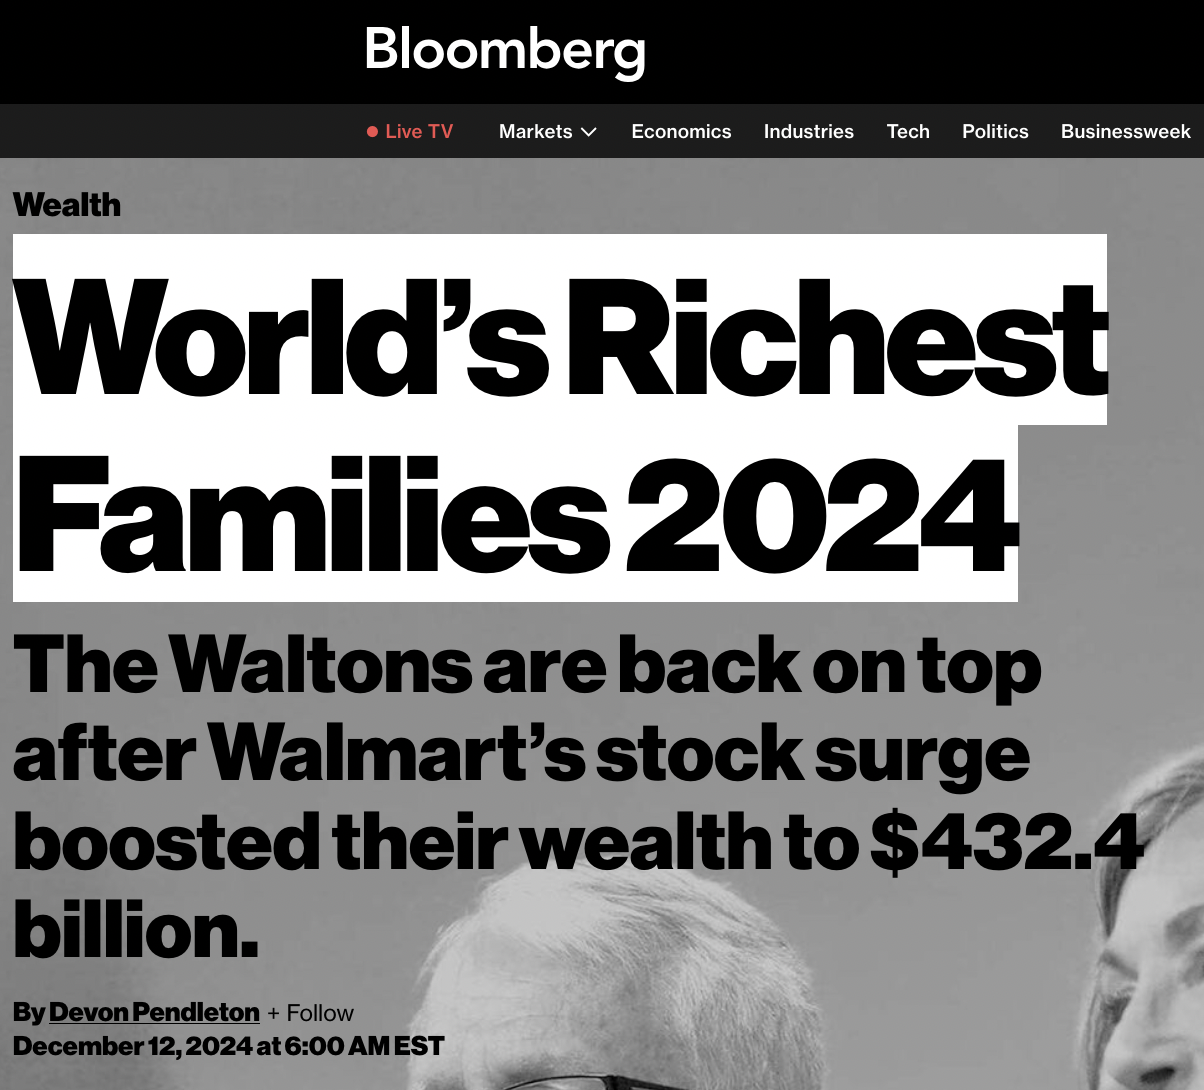 Bloomberg
Live TV Markets Economics Industries Tech Politics Businessweek
Wealth
World’s Richest
Families 2024
The Waltons are back on top
after Walmart’s stock surge
boosted their wealth to $432.4
billion.
By Devon Pendleton + Follow
December 12, 2024 at 6:00 AM EST